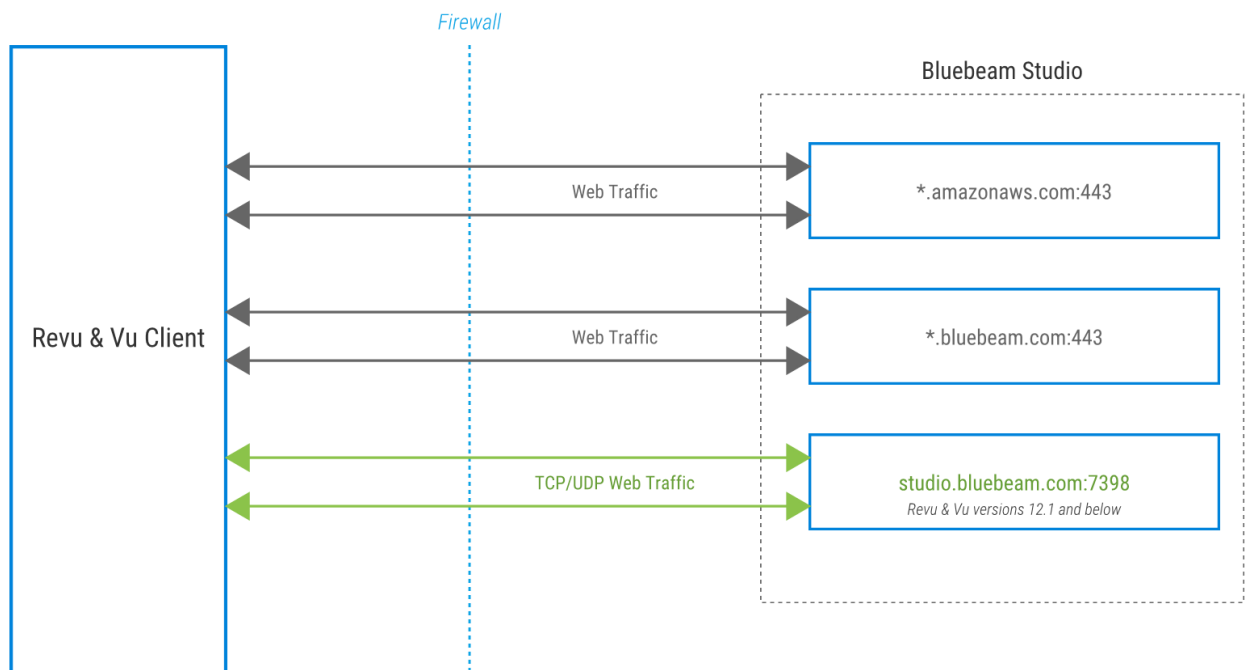 Firewall
Bluebeam Studio
Web Traffic
*.amazonaws.com:443
Revu & Vu Client
Web Traffic
*.bluebeam.com:443
TCP/UDP Web Traffic
studio.bluebeam.com:7398
Revu & Vu versions 12.1 and below